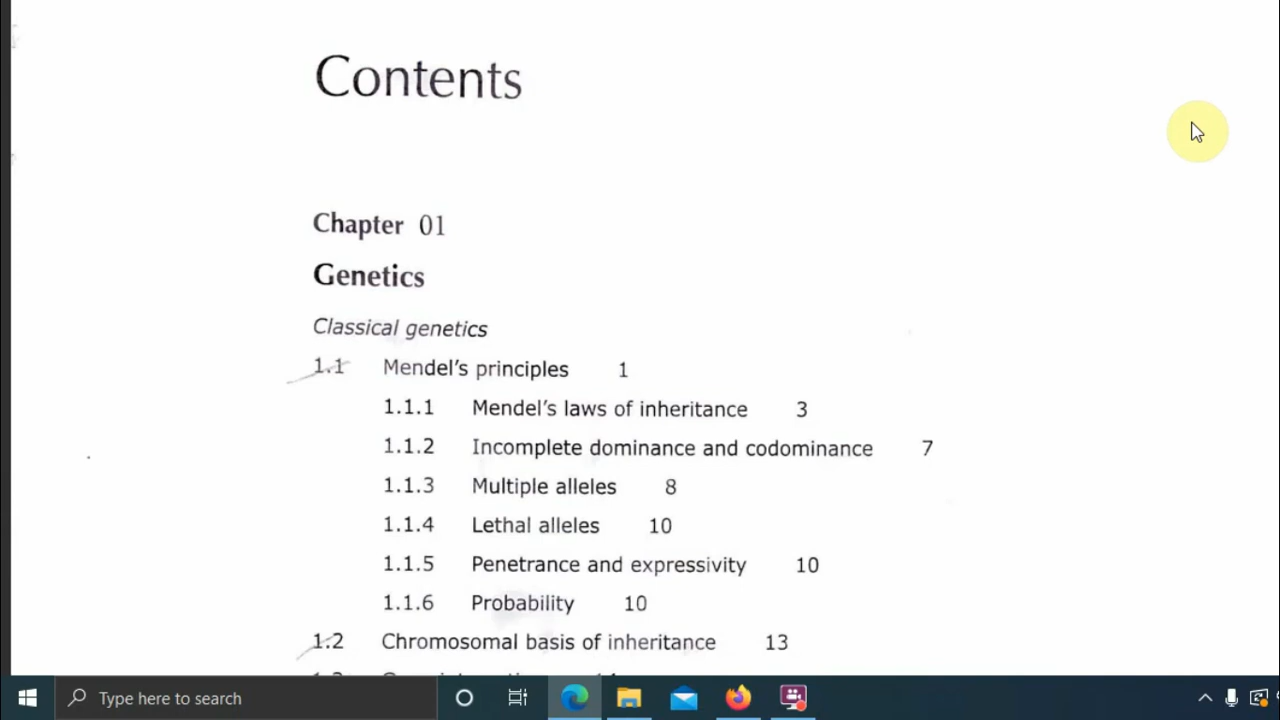 Contents
Chapter 01
Genetics
Classical genetics
1.1 Mendel's principles 1
1.1.1 Mendel's laws of inheritance 3
1.1.2 Incomplete dominance and codominance 7
1.1.3 Multiple alleles 8
1.1.4 Lethal alleles 10
1.1.5 Penetrance and expressivity 10
1.1.6 Probability 10
1.2 Chromosomal basis of inheritance 13
Type here to search